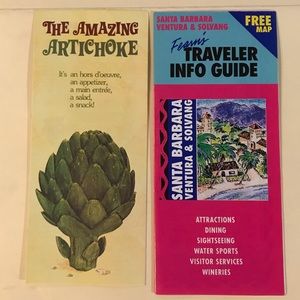 THE AMAZING
ARTICHOKE
It's an hors d'oeuvre,
an appetizer,
a main entrée,
a salad,
a snack!
SANTA BARBARA
VENTURA & SOLVANG
FREE
MAP
Fearn's
TRAVELER
INFO GUIDE
SANTA BARBARA
VENTURA & SOLVANG
ATTRACTIONS
DINING
SIGHTSEEING
WATER SPORTS
VISITOR SERVICES
WINERIES